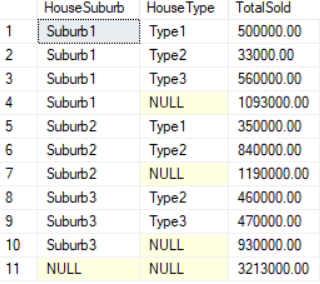 HouseSuburb HouseType TotalSold
1 Suburb1 Type1 500000.00
2 Suburb1 Type2 33000.00
3 Suburb1 Type3 560000.00
4 Suburb1 NULL 1093000.00
5 Suburb2 Type1 350000.00
6 Suburb2 Type2 840000.00
7 Suburb2 NULL 1190000.00
8 Suburb3 Type2 460000.00
9 Suburb3 Type3 470000.00
10 Suburb3 NULL 930000.00
11 NULL NULL 3213000.00